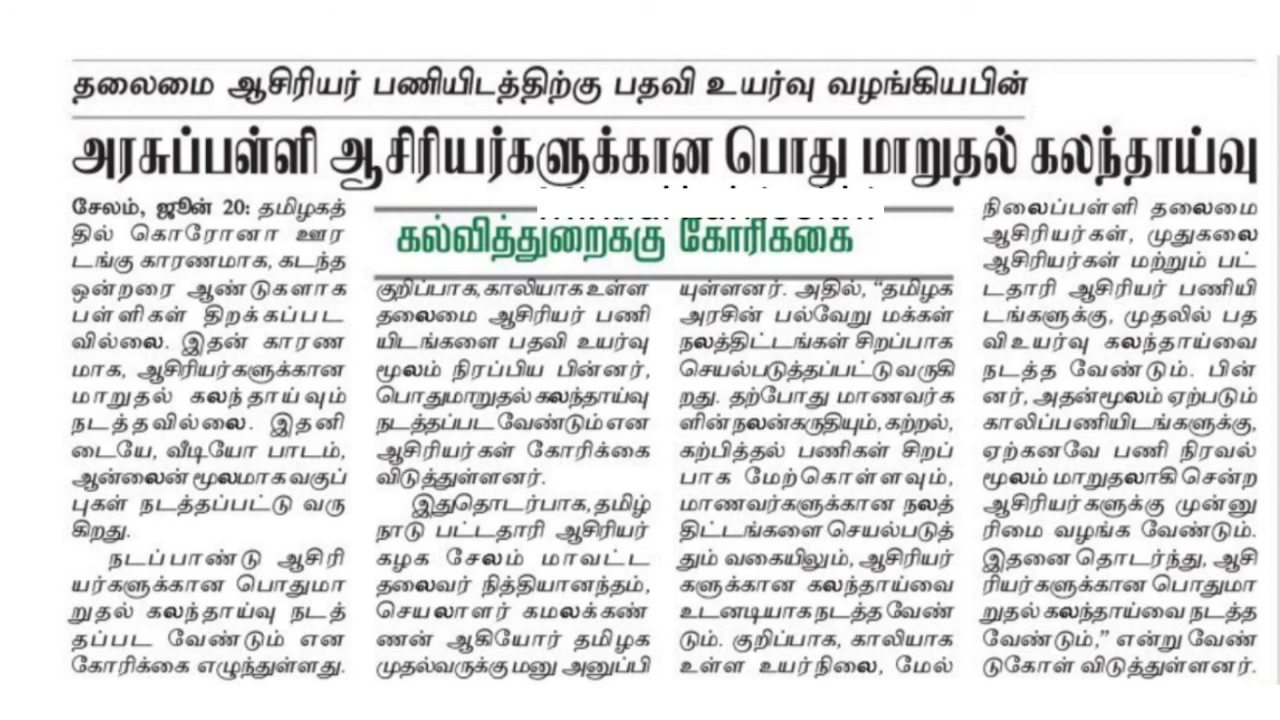 தலைமை ஆசிரியர் பணியிடத்திற்கு பதவி உயர்வு வழங்கியபின்
அரசுப்பள்ளி ஆசிரியர்களுக்கான பொது மாறுதல் கலந்தாய்வு
கல்வித்துறைக்கு கோரிக்கை
சேலம், ஜூன் 20: தமிழகத்
தில் கொரோனா ஊர
டங்கு காரணமாக, கடந்த
ஒன்றரை ஆண்டுகளாக
பள்ளிகள் திறக்கப்பட
வில்லை. இதன் காரண
மாக, ஆசிரியர்களுக்கான
மாறுதல் கலந்தாய்வும்
நடத்தவில்லை. இதனி
டையே, வீடியோ பாடம்,
ஆன்லைன் மூலமாக வகுப்
புகள் நடத்தப்பட்டு வரு
கிறது.
நடப்பாண்டு ஆசிரி
யர்களுக்கான பொதுமா
றுதல் கலந்தாய்வு நடத்
தப்பட வேண்டும் என
கோரிக்கை எழுந்துள்ளது.
குறிப்பாக, காலியாக உள்ள
தலைமை ஆசிரியர் பணி
யிடங்களை பதவி உயர்வு
மூலம் நிரப்பிய பின்னர்,
பொதுமாறுதல் கலந்தாய்வு
நடத்தப்பட வேண்டும் என
ஆசிரியர்கள் கோரிக்கை
விடுத்துள்ளனர்.
இதுதொடர்பாக, தமிழ்
நாடு பட்டதாரி ஆசிரியர்
கழக சேலம் மாவட்ட
தலைவர் நித்தியானந்தம்,
செயலாளர் கமலக்கண்
ணன் ஆகியோர் தமிழக
முதல்வருக்கு மனு அனுப்பி
யுள்ளனர். அதில், “தமிழக
அரசின் பல்வேறு மக்கள்
நலத்திட்டங்கள் சிறப்பாக
செயல்படுத்தப்பட்டு வருகி
றது. தற்போது மாணவர்க
ளின் நலன் கருதியும், கற்றல்,
கற்பித்தல் பணிகள் சிறப்
பாக மேற்கொள்ளவும்,
மாணவர்களுக்கான நலத்
திட்டங்களை செயல்படுத்
தும் வகையிலும், ஆசிரியர்
களுக்கான கலந்தாய்வை
உடனடியாக நடத்த வேண்
டும். குறிப்பாக, காலியாக
உள்ள உயர்நிலை, மேல்
நிலைப்பள்ளி தலைமை
ஆசிரியர்கள், முதுகலை
ஆசிரியர்கள் மற்றும் பட்
டதாரி ஆசிரியர் பணியி
டங்களுக்கு, முதலில் பத
வி உயர்வு கலந்தாய்வை
நடத்த வேண்டும். பின்
னர், அதன்மூலம் ஏற்படும்
காலிப்பணியிடங்களுக்கு,
ஏற்கனவே பணி நிரவல்
மூலம் மாறுதலாகி சென்ற
ஆசிரியர்களுக்கு முன்னு
ரிமை வழங்க வேண்டும்.
இதனை தொடர்ந்து, ஆசி
ரியர்களுக்கான பொதுமா
றுதல் கலந்தாய்வை நடத்த
வேண்டும்,” என்று வேண்
டுகோள் விடுத்துள்ளனர்.